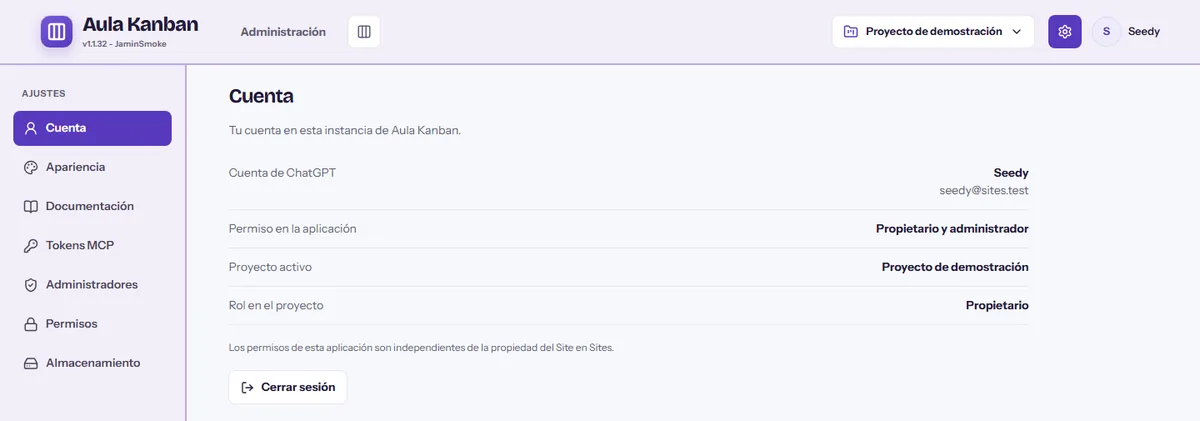 Aula Kanban
v1.1.32 - JaminSmoke
Administración
Proyecto de demostración
S
Seedy
AJUSTES
Cuenta
Apariencia
Documentación
Tokens MCP
Administradores
Permisos
Almacenamiento
Cuenta
Tu cuenta en esta instancia de Aula Kanban.
Cuenta de ChatGPT
Seedy
seedy@sites.test
Permiso en la aplicación
Propietario y administrador
Proyecto activo
Proyecto de demostración
Rol en el proyecto
Propietario
Los permisos de esta aplicación son independientes de la propiedad del Site en Sites.
Cerrar sesión